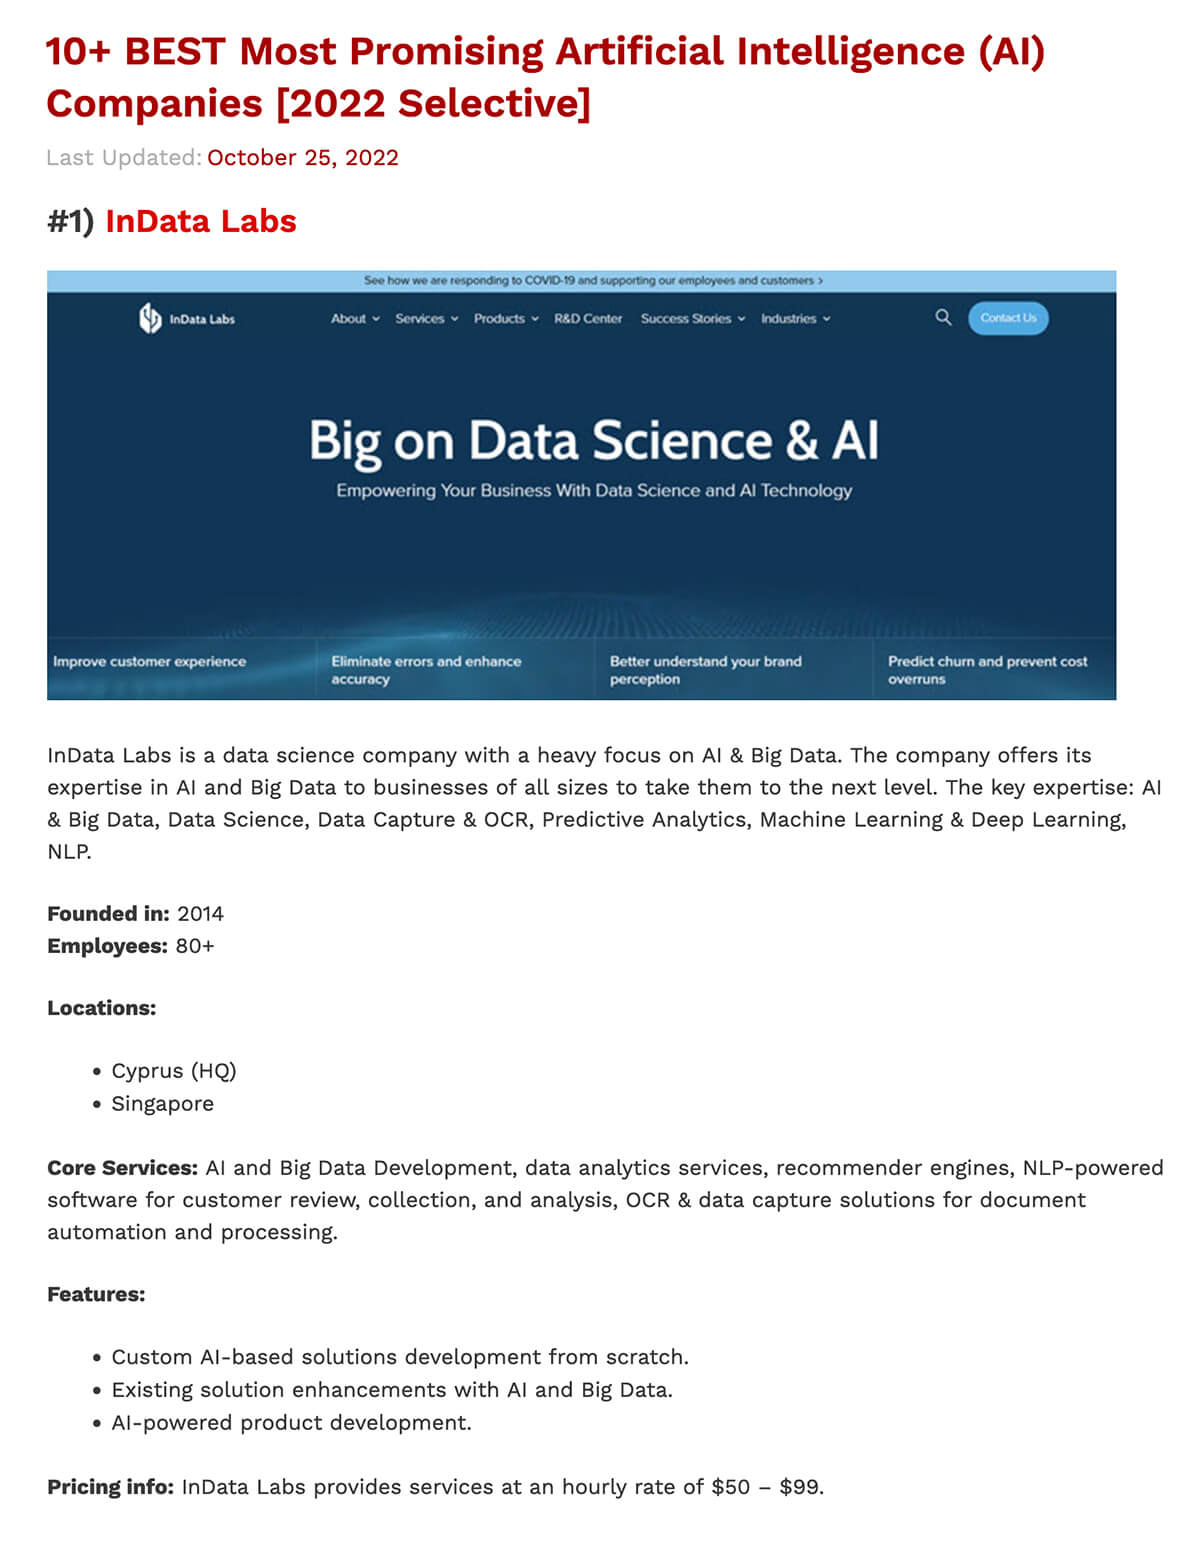 10+ BEST Most Promising Artificial Intelligence (AI)
Companies [2022 Selective]
Last Updated: October 25, 2022
#1) InData Labs
See how we are responding to COVID-19 and supporting our employees and customers >
InData Labs About Services Products R&D Center Success Stories Industries Contact Us
Big on Data Science & AI
Empowering Your Business With Data Science and AI Technology
Improve customer experience
Eliminate errors and enhance
accuracy
Better understand your brand
perception
Predict churn and prevent cost
overruns
InData Labs is a data science company with a heavy focus on AI & Big Data. The company offers its
expertise in AI and Big Data to businesses of all sizes to take them to the next level. The key expertise: AI
& Big Data, Data Science, Data Capture & OCR, Predictive Analytics, Machine Learning & Deep Learning,
NLP.
Founded in: 2014
Employees: 80+
Locations:
• Cyprus (HQ)
• Singapore
Core Services: AI and Big Data Development, data analytics services, recommender engines, NLP-powered
software for customer review, collection, and analysis, OCR & data capture solutions for document
automation and processing.
Features:
• Custom AI-based solutions development from scratch.
• Existing solution enhancements with AI and Big Data.
• AI-powered product development.
Pricing info: InData Labs provides services at an hourly rate of $50 – $99.